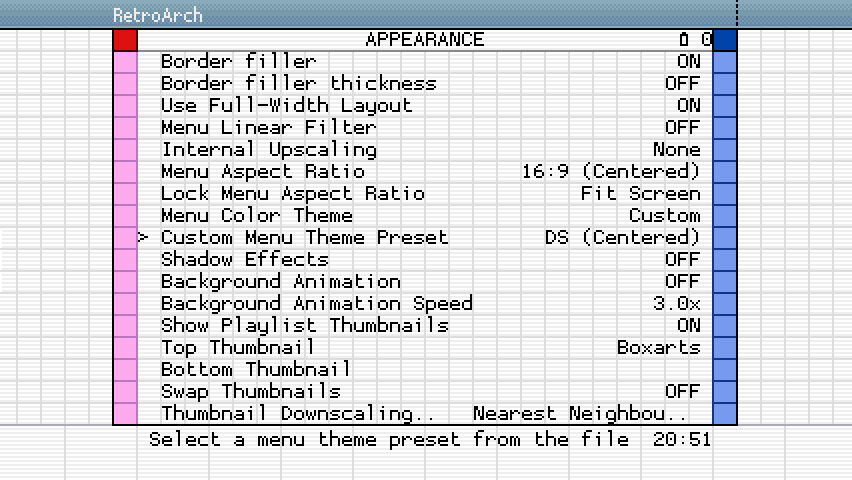 RetroArch
APPEARANCE 0
Border filler ON
Border filler thickness OFF
Use Full-Width Layout ON
Menu Linear Filter OFF
Internal Upscaling None
Menu Aspect Ratio 16:9 (Centered)
Lock Menu Aspect Ratio Fit Screen
Menu Color Theme Custom
> Custom Menu Theme Preset DS (Centered)
Shadow Effects OFF
Background Animation OFF
Background Animation Speed 3.0x
Show Playlist Thumbnails ON
Top Thumbnail Boxarts
Bottom Thumbnail
Swap Thumbnails OFF
Thumbnail Downscaling.. Nearest Neighbou..
Select a menu theme preset from the file 20:51